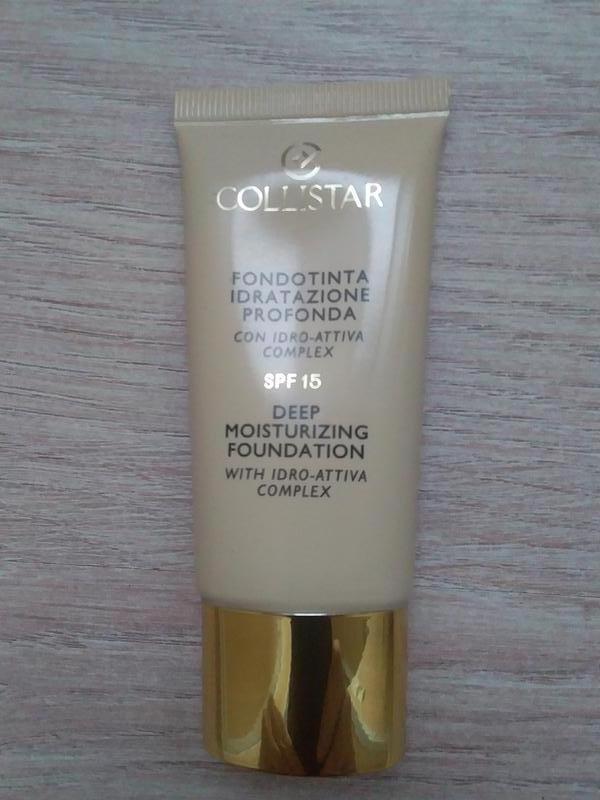 COLLISTAR
FONDOTINTA
IDRATAZIONE
PROFONDA
CON IDRO-ATTIVA
COMPLEX
SPF 15
DEEP
MOISTURIZING
FOUNDATION
WITH IDRO-ATTIVA
COMPLEX